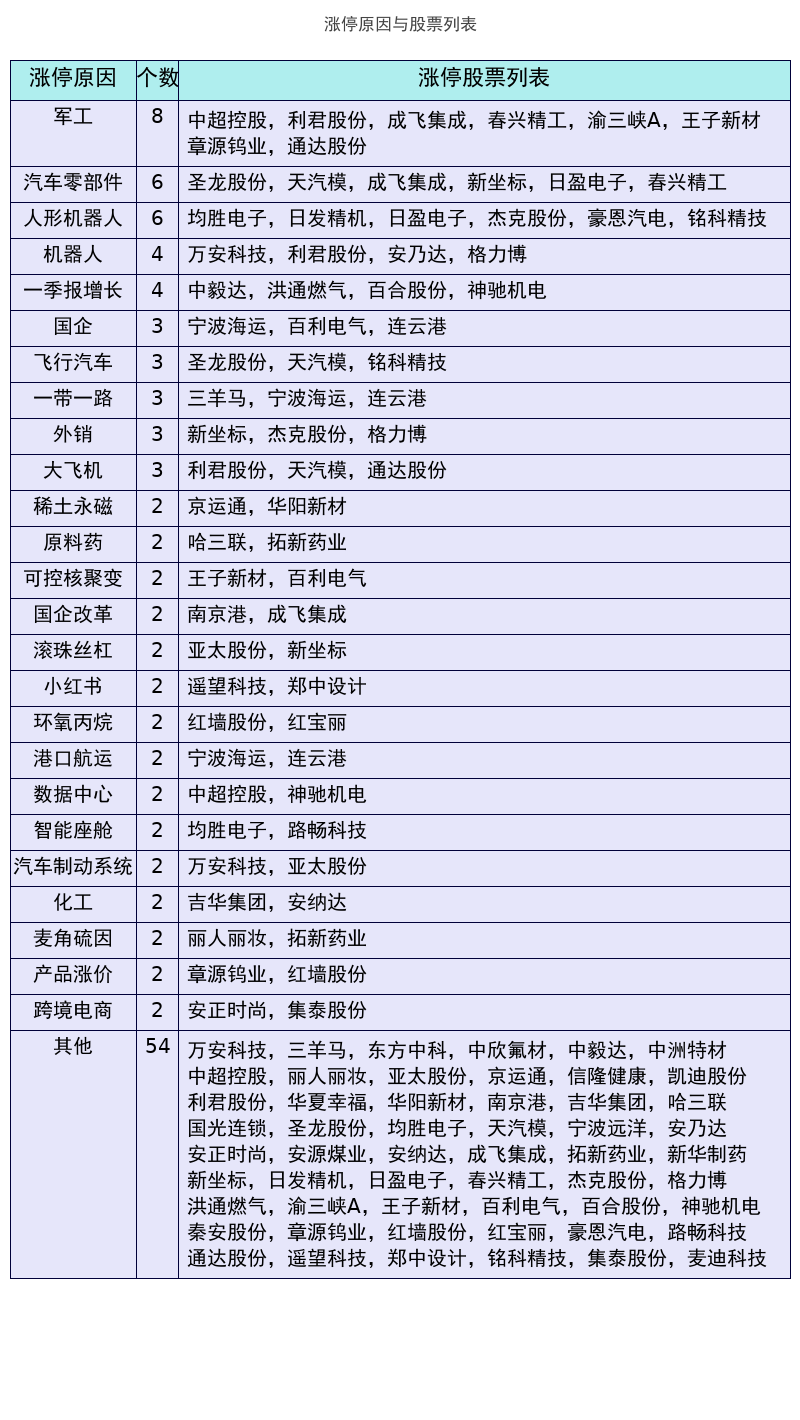 涨停原因与股票列表
涨停原因 个数 涨停股票列表
军工 8 中超控股，利君股份，成飞集成，春兴精工，渝三峡A，王子新材
章源钨业，通达股份
汽车零部件 6 圣龙股份，天汽模，成飞集成，新坐标，日盈电子，春兴精工
人形机器人 6 均胜电子，日发精机，日盈电子，杰克股份，豪恩汽电，铭科精技
机器人 4 万安科技，利君股份，安乃达，格力博
一季报增长 4 中毅达，洪通燃气，百合股份，神驰机电
国企 3 宁波海运，百利电气，连云港
飞行汽车 3 圣龙股份，天汽模，铭科精技
一带一路 3 三羊马，宁波海运，连云港
外销 3 新坐标，杰克股份，格力博
大飞机 3 利君股份，天汽模，通达股份
稀土永磁 2 京运通，华阳新材
原料药 2 哈三联，拓新药业
可控核聚变 2 王子新材，百利电气
国企改革 2 南京港，成飞集成
滚珠丝杠 2 亚太股份，新坐标
小红书 2 遥望科技，郑中设计
环氧丙烷 2 红墙股份，红宝丽
港口航运 2 宁波海运，连云港
数据中心 2 中超控股，神驰机电
智能座舱 2 均胜电子，路畅科技
汽车制动系统 2 万安科技，亚太股份
化工 2 吉华集团，安纳达
麦角硫因 2 丽人丽妆，拓新药业
产品涨价 2 章源钨业，红墙股份
跨境电商 2 安正时尚，集泰股份
其他 54 万安科技，三羊马，东方中科，中欣氟材，中毅达，中洲特材
中超控股，丽人丽妆，亚太股份，京运通，信隆健康，凯迪股份
利君股份，华夏幸福，华阳新材，南京港，吉华集团，哈三联
国光连锁，圣龙股份，均胜电子，天汽模，宁波远洋，安乃达
安正时尚，安源煤业，安纳达，成飞集成，拓新药业，新华制药
新坐标，日发精机，日盈电子，春兴精工，杰克股份，格力博
洪通燃气，渝三峡A，王子新材，百利电气，百合股份，神驰机电
秦安股份，章源钨业，红墙股份，红宝丽，豪恩汽电，路畅科技
通达股份，遥望科技，郑中设计，铭科精技，集泰股份，麦迪科技